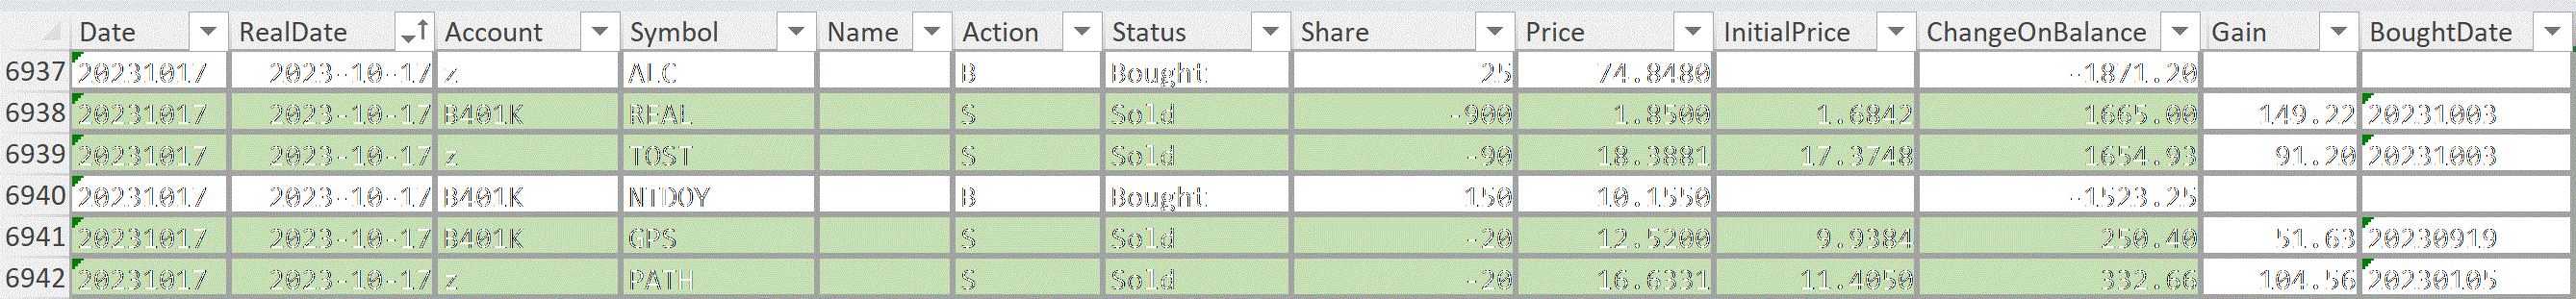 Date RealDate Account Symbol Name Action Status Share Price InitialPrice ChangeOnBalance Gain BoughtDate
6937 20231017 2023-10-17 z ALC B Bought 25 74.8480 -1871.20
6938 20231017 2023-10-17 B401K REAL S Sold -900 1.8500 1.6842 1665.00 149.22 20231003
6939 20231017 2023-10-17 z TOST S Sold -90 18.3881 17.3748 1654.93 91.20 20231003
6940 20231017 2023-10-17 B401K NTDOY B Bought 150 10.1550 -1523.25
6941 20231017 2023-10-17 B401K GPS S Sold -20 12.5200 9.9384 250.40 51.63 20230919
6942 20231017 2023-10-17 z PATH S Sold -20 16.6331 11.4050 332.66 104.56 20230105